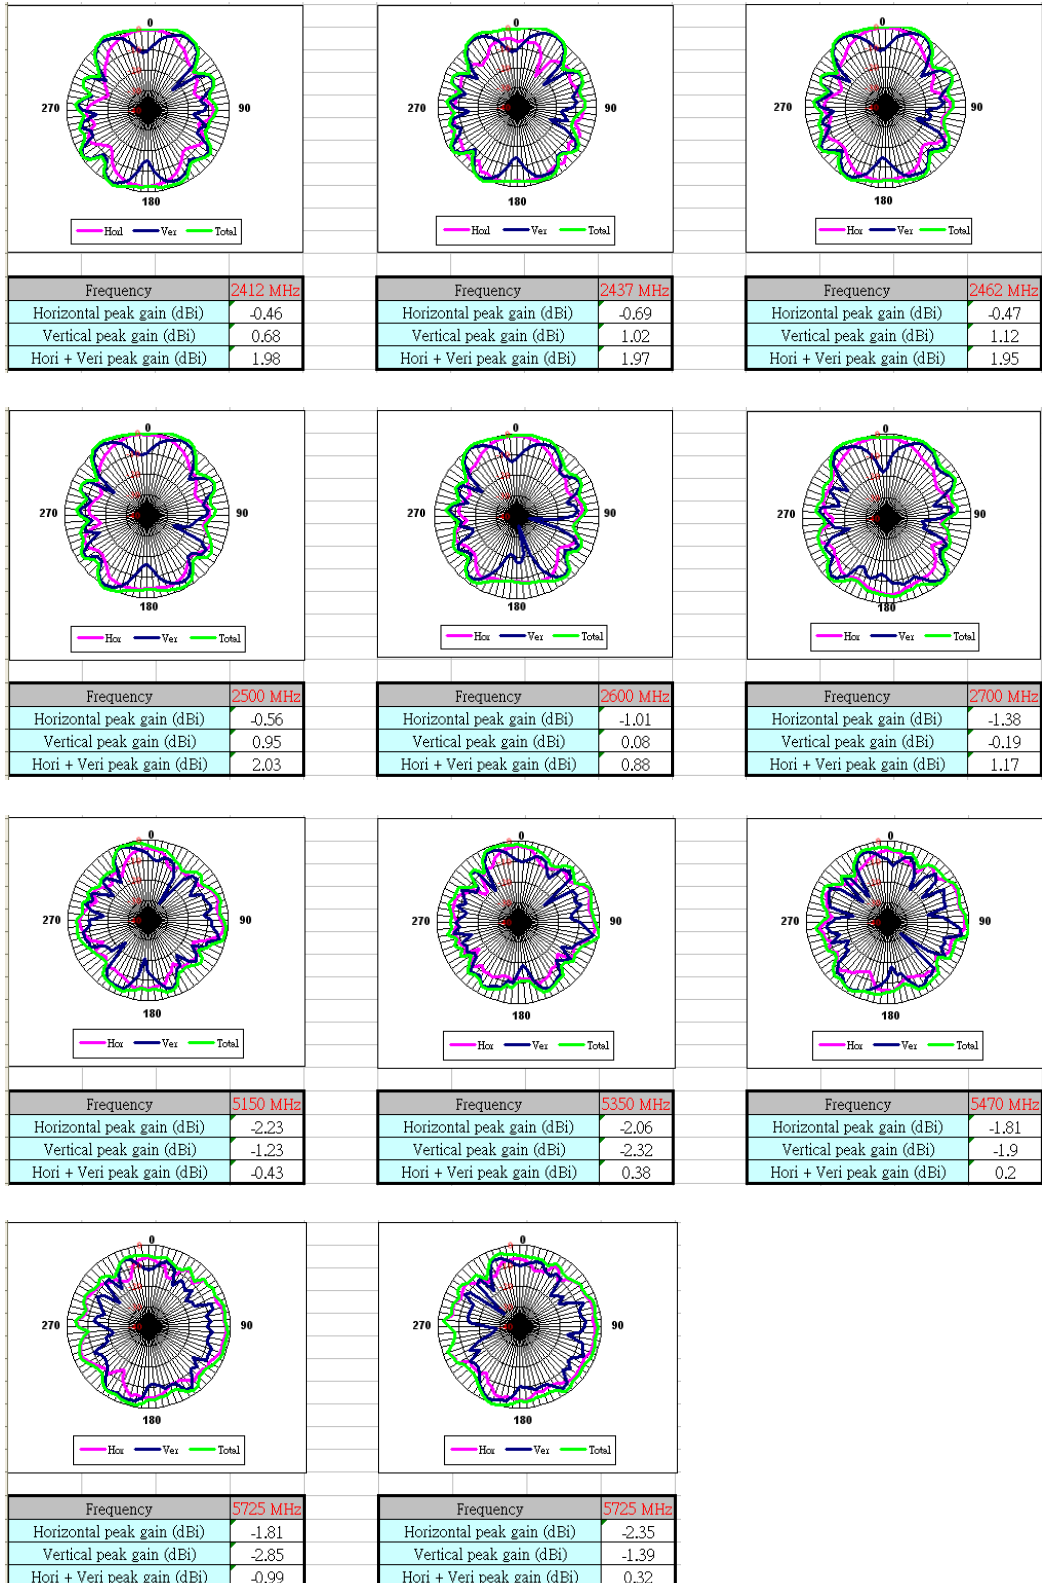 0
270
90
180
Horl Ver Total
Frequency 2412 MHz
Horizontal peak gain (dBi) -0.46
Vertical peak gain (dBi) 0.68
Hori + Veri peak gain (dBi) 1.98
0
270
90
180
Horl Ver Total
Frequency 2437 MHz
Horizontal peak gain (dBi) -0.69
Vertical peak gain (dBi) 1.02
Hori + Veri peak gain (dBi) 1.97
0
270
90
180
Hor Ver Total
Frequency 2462 MHz
Horizontal peak gain (dBi) -0.47
Vertical peak gain (dBi) 1.12
Hori + Veri peak gain (dBi) 1.95
0
270
90
180
Hor Ver Total
Frequency 2500 MHz
Horizontal peak gain (dBi) -0.56
Vertical peak gain (dBi) 0.95
Hori + Veri peak gain (dBi) 2.03
0
270
90
180
Hor Ver Total
Frequency 2600 MHz
Horizontal peak gain (dBi) -1.01
Vertical peak gain (dBi) 0.08
Hori + Veri peak gain (dBi) 0.88
0
270
90
180
Hor Ver Total
Frequency 2700 MHz
Horizontal peak gain (dBi) -1.38
Vertical peak gain (dBi) -0.19
Hori + Veri peak gain (dBi) 1.17
0
270
90
180
Hor Ver Total
Frequency 5150 MHz
Horizontal peak gain (dBi) -2.23
Vertical peak gain (dBi) -1.23
Hori + Veri peak gain (dBi) -0.43
0
270
90
180
Hor Ver Total
Frequency 5350 MHz
Horizontal peak gain (dBi) -2.06
Vertical peak gain (dBi) -2.32
Hori + Veri peak gain (dBi) 0.38
0
270
90
180
Hor Ver Total
Frequency 5470 MHz
Horizontal peak gain (dBi) -1.81
Vertical peak gain (dBi) -1.9
Hori + Veri peak gain (dBi) 0.2
0
270
90
180
Hor Ver Total
Frequency 5725 MHz
Horizontal peak gain (dBi) -1.81
Vertical peak gain (dBi) -2.85
Hori + Veri peak gain (dBi) -0.99
0
270
90
180
Hor Ver Total
Frequency 5725 MHz
Horizontal peak gain (dBi) -2.35
Vertical peak gain (dBi) -1.39
Hori + Veri peak gain (dBi) 0.32